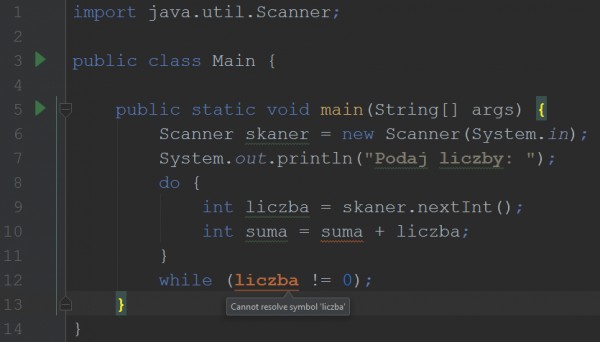 1 import java.util.Scanner;
2
3 public class Main {
4
5 public static void main(String[] args) {
6 Scanner skaner = new Scanner(System.in);
7 System.out.println("Podaj liczby: ");
8 do {
9 int liczba = skaner.nextInt();
10 int suma = suma + liczba;
11 }
12 while (liczba != 0);
13 }
Cannot resolve symbol 'liczba'
14 }